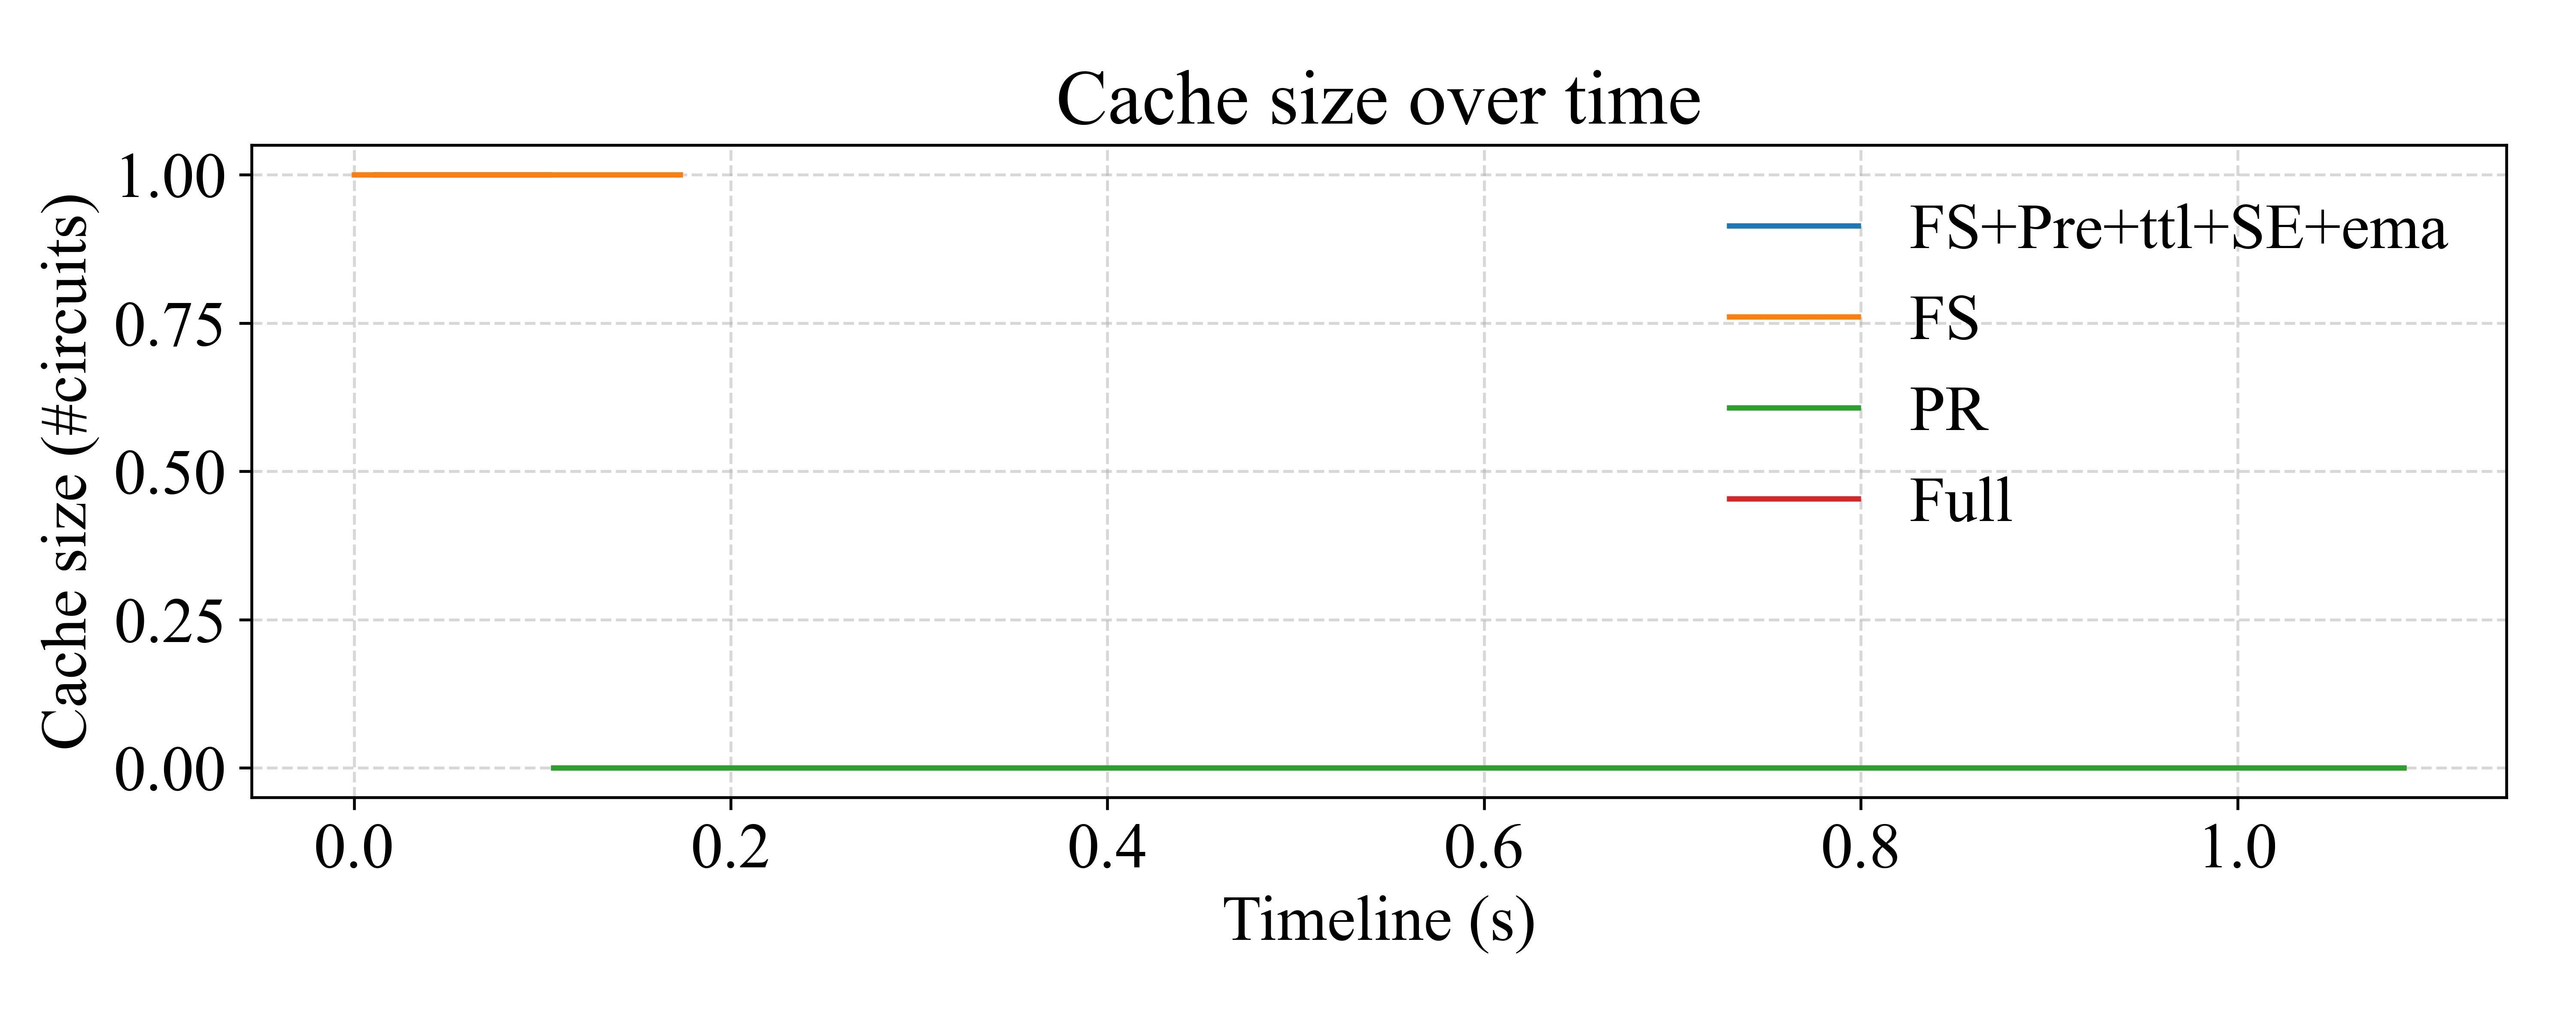 Cache size over time
Cache size (#circuits)
1.00
0.75
0.50
0.25
0.00
FS+Pre+ttl+SE+ema
FS
PR
Full
0.0 0.2 0.4 0.6 0.8 1.0
Timeline (s)